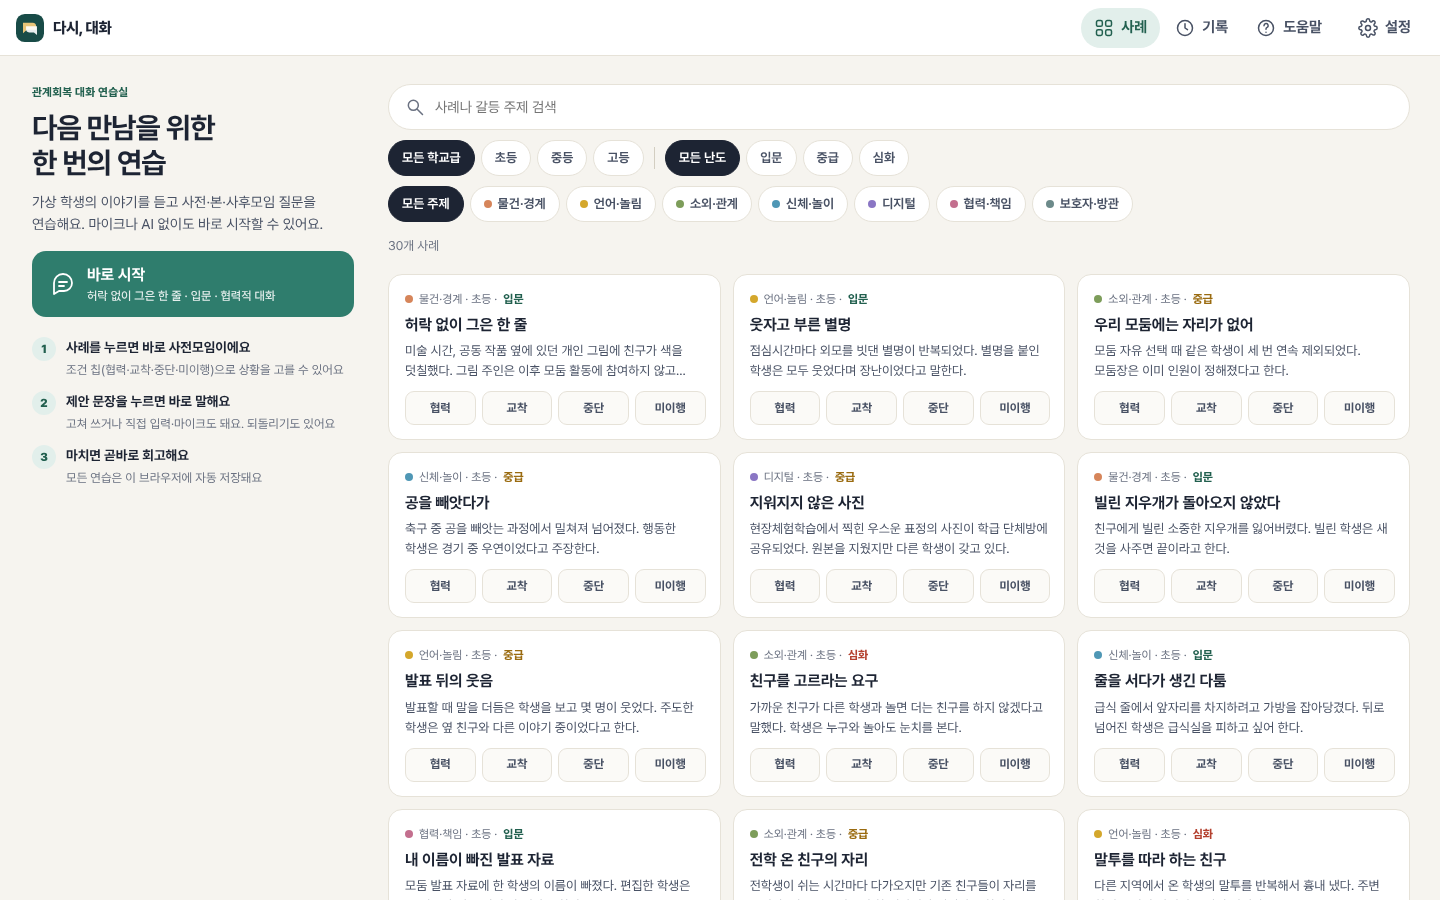 다시, 대화
사례
기록
도움말
설정
관계회복 대화 연습실
다음 만남을 위한
한 번의 연습
가상 학생의 이야기를 듣고 사전·본·사후모임 질문을
연습해요. 마이크나 AI 없이도 바로 시작할 수 있어요.
바로 시작
허락 없이 그은 한 줄 · 입문 · 협력적 대화
1
사례를 누르면 바로 사전모임이에요
조건 칩(협력·교착·중단·미이행)으로 상황을 고를 수 있어요
2
제안 문장을 누르면 바로 말해요
고쳐 쓰거나 직접 입력·마이크도 돼요. 되돌리기도 있어요
3
마치면 곧바로 회고해요
모든 연습은 이 브라우저에 자동 저장돼요
사례나 갈등 주제 검색
모든 학교급 초등 중등 고등 모든 난도 입문 중급 심화
모든 주제 물건·경계 언어·놀림 소외·관계 신체·놀이 디지털 협력·책임 보호자·방관
30개 사례
물건·경계 · 초등 · 입문
허락 없이 그은 한 줄
미술 시간, 공동 작품 옆에 있던 개인 그림에 친구가 색을
덧칠했다. 그림 주인은 이후 모둠 활동에 참여하지 않고...
협력 교착 중단 미이행
언어·놀림 · 초등 · 입문
웃자고 부른 별명
점심시간마다 외모를 빗댄 별명이 반복되었다. 별명을 붙인
학생은 모두 웃었다며 장난이었다고 말한다.
협력 교착 중단 미이행
소외·관계 · 초등 · 중급
우리 모둠에는 자리가 없어
모둠 자유 선택 때 같은 학생이 세 번 연속 제외되었다.
모둠장은 이미 인원이 정해졌다고 한다.
협력 교착 중단 미이행
신체·놀이 · 초등 · 중급
공을 빼앗다가
축구 중 공을 빼앗는 과정에서 밀쳐져 넘어졌다. 행동한
학생은 경기 중 우연이었다고 주장한다.
협력 교착 중단 미이행
디지털 · 초등 · 중급
지워지지 않은 사진
현장체험학습에서 찍힌 우스운 표정의 사진이 학급 단체방에
공유되었다. 원본을 지웠지만 다른 학생이 갖고 있다.
협력 교착 중단 미이행
물건·경계 · 초등 · 입문
빌린 지우개가 돌아오지 않았다
친구에게 빌린 소중한 지우개를 잃어버렸다. 빌린 학생은 새
것을 사주면 끝이라고 한다.
협력 교착 중단 미이행
언어·놀림 · 초등 · 중급
발표 뒤의 웃음
발표할 때 말을 더듬은 학생을 보고 몇 명이 웃었다. 주도한
학생은 옆 친구와 다른 이야기 중이었다고 한다.
협력 교착 중단 미이행
소외·관계 · 초등 · 심화
친구를 고르라는 요구
가까운 친구가 다른 학생과 놀면 더는 친구를 하지 않겠다고
말했다. 학생은 누구와 놀아도 눈치를 본다.
협력 교착 중단 미이행
신체·놀이 · 초등 · 입문
줄을 서다가 생긴 다툼
급식 줄에서 앞자리를 차지하려고 가방을 잡아당겼다. 뒤로
넘어진 학생은 급식실을 피하고 싶어 한다.
협력 교착 중단 미이행
협력·책임 · 초등 · 입문
내 이름이 빠진 발표 자료
모둠 발표 자료에 한 학생의 이름이 빠졌다. 편집한 학생은
소외·관계 · 초등 · 중급
전학 온 친구의 자리
전학생이 쉬는 시간마다 다가오지만 기존 친구들이 자리를
언어·놀림 · 초등 · 심화
말투를 따라 하는 친구
다른 지역에서 온 학생의 말투를 반복해서 흉내 냈다. 주변